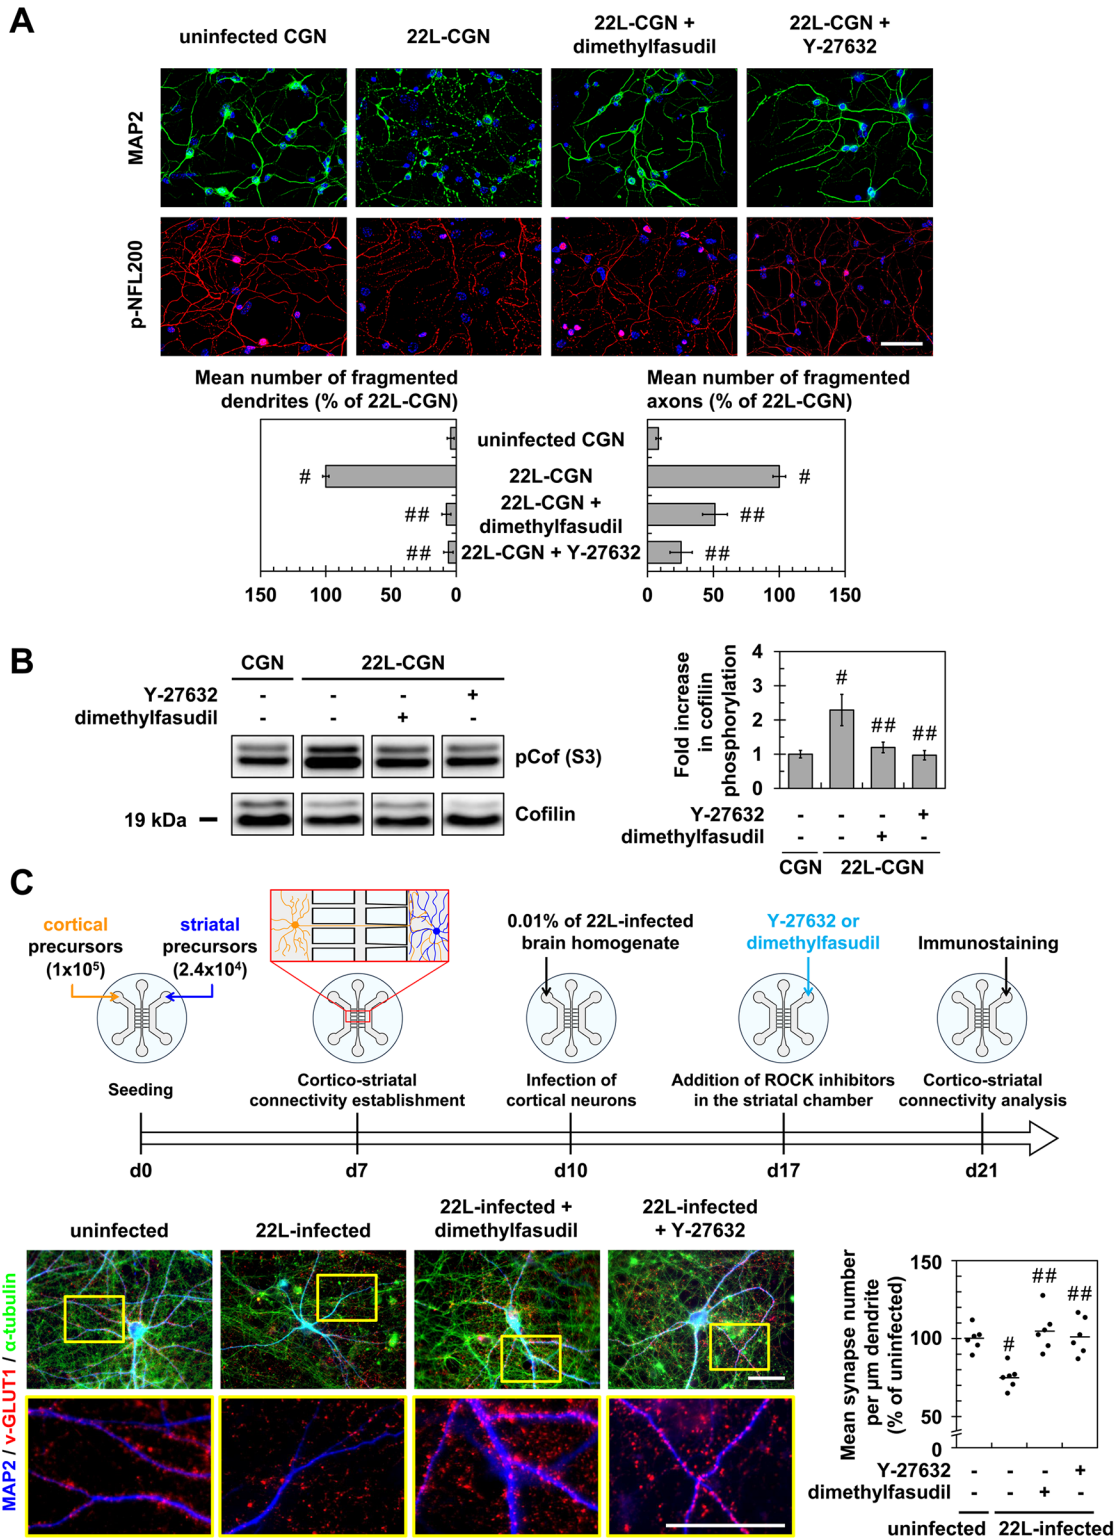 A
uninfected CGN
22L-CGN
22L-CGN +
dimethylfasudil
22L-CGN +
Y-27632
MAP2
p-NFL200
Mean number of fragmented
dendrites (% of 22L-CGN)
Mean number of fragmented
axons (% of 22L-CGN)
uninfected CGN
# 22L-CGN #
## 22L-CGN +
dimethylfasudil ##
## 22L-CGN + Y-27632 ##
150 100 50 0
0 50 100 150
B
CGN 22L-CGN
Y-27632 - - - +
dimethylfasudil - - + -
pCof (S3)
19 kDa
Cofilin
Fold increase
in cofilin
phosphorylation
4
3
2
1
0
#
##
##
Y-27632 - - - +
dimethylfasudil - - + -
CGN 22L-CGN
C
cortical
precursors
(1x10⁵)
striatal
precursors
(2.4x10⁴)
0.01% of 22L-infected
brain homogenate
Y-27632 or
dimethylfasudil
Immunostaining
Seeding
Cortico-striatal
connectivity establishment
Infection of
cortical neurons
Addition of ROCK inhibitors
in the striatal chamber
Cortico-striatal
connectivity analysis
d0 d7 d10 d17 d21
uninfected
22L-infected
22L-infected +
dimethylfasudil
22L-infected
+ Y-27632
MAP2 / v-GLUT1 / α-tubulin
Mean synapse number
per µm dendrite
(% of uninfected)
150
100
50
0
#
##
##
Y-27632 - - - +
dimethylfasudil - - + -
uninfected 22L-infected